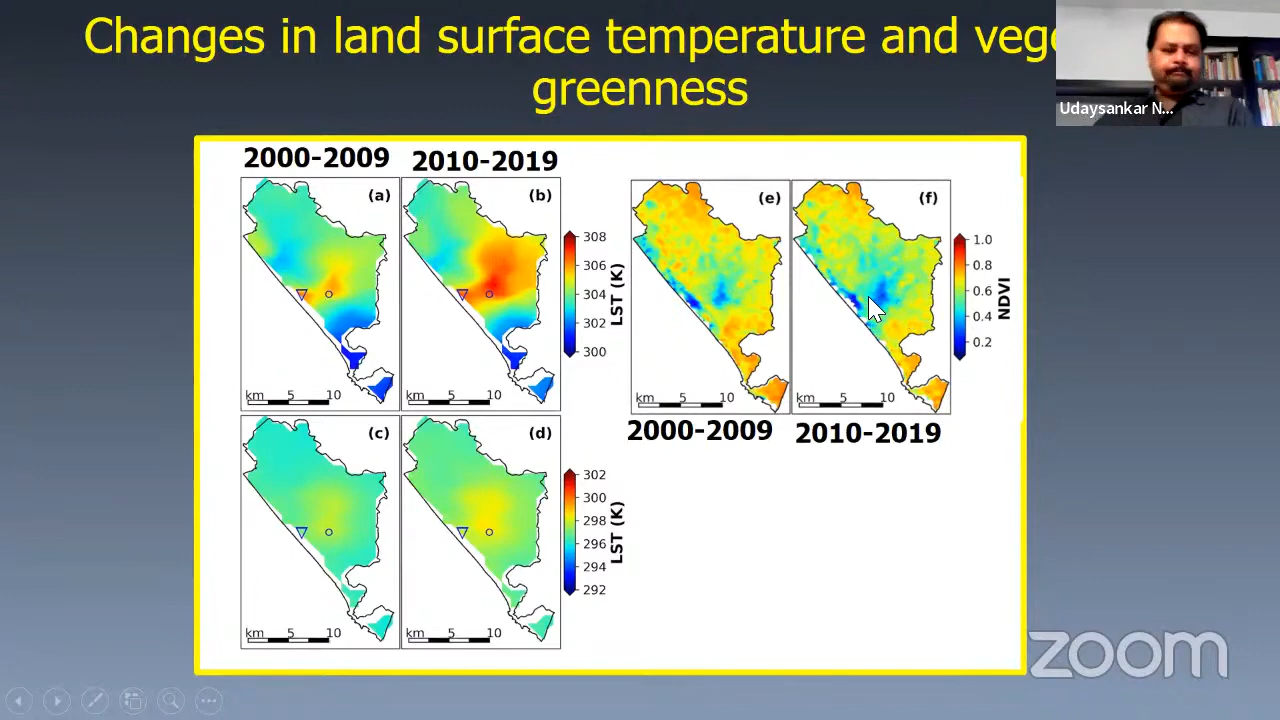 Changes in land surface temperature and
greenness
Udaysankar N...
2000-2009
2010-2019
(a)
(b)
308
306
304
302
300
LST (K)
km 5 10
km 5 10
(e)
(f)
1.0
0.8
0.6
0.4
0.2
NDVI
km 5 10
km 5 10
2000-2009
2010-2019
(c)
(d)
302
300
298
296
294
292
LST (K)
km 5 10
km 5 10
zoom